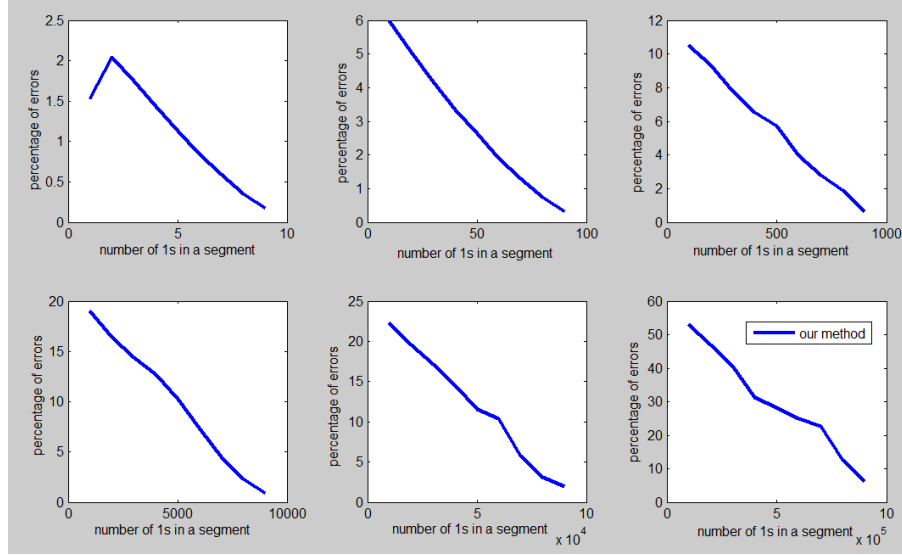 2.5
2
1.5
1
0.5
0
percentage of errors
0 5 10
number of 1s in a segment
6
5
4
3
2
1
0
percentage of errors
0 50 100
number of 1s in a segment
12
10
8
6
4
2
0
percentage of errors
0 500 1000
number of 1s in a segment
20
15
10
5
0
percentage of errors
0 5000 10000
number of 1s in a segment
25
20
15
10
5
0
percentage of errors
0 5 10
number of 1s in a segment
x 10^4
60
50
40
30
20
10
0
percentage of errors
our method
0 5 10
number of 1s in a segment
x 10^5